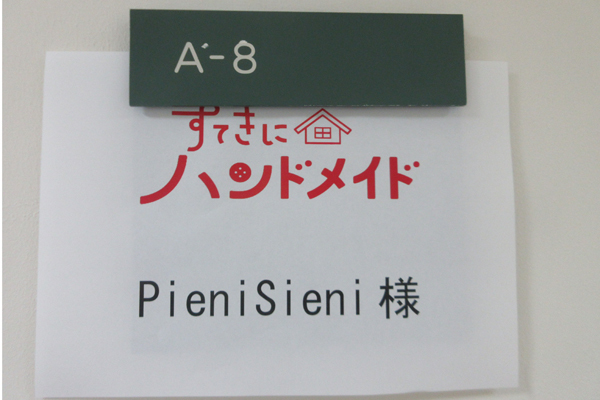 A-8
すてきに
ハンドメイド
PieniSieni 様